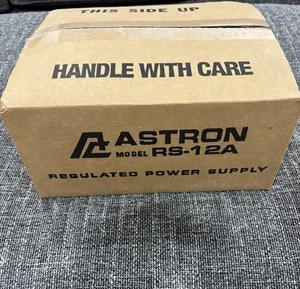 THIS SIDE UP
HANDLE WITH CARE
ASTRON
MODEL RS-12A
REGULATED POWER SUPPLY